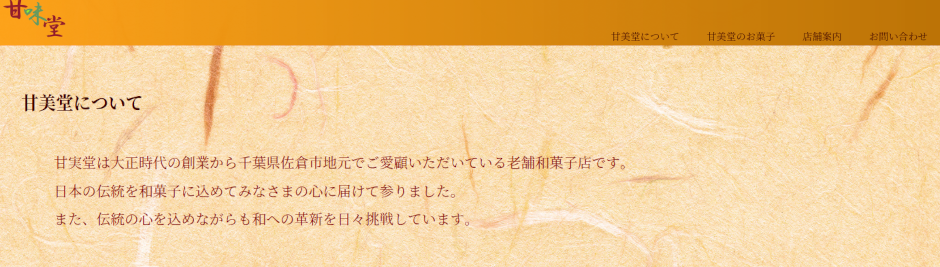 甘味堂
甘美堂について 甘美堂のお菓子 店舗案内 お問い合わせ
甘美堂について
甘実堂は大正時代の創業から千葉県佐倉市地元でご愛顧いただいている老舗和菓子店です。
日本の伝統を和菓子に込めてみなさまの心に届けて参りました。
また、伝統の心を込めながらも和への革新を日々挑戦しています。